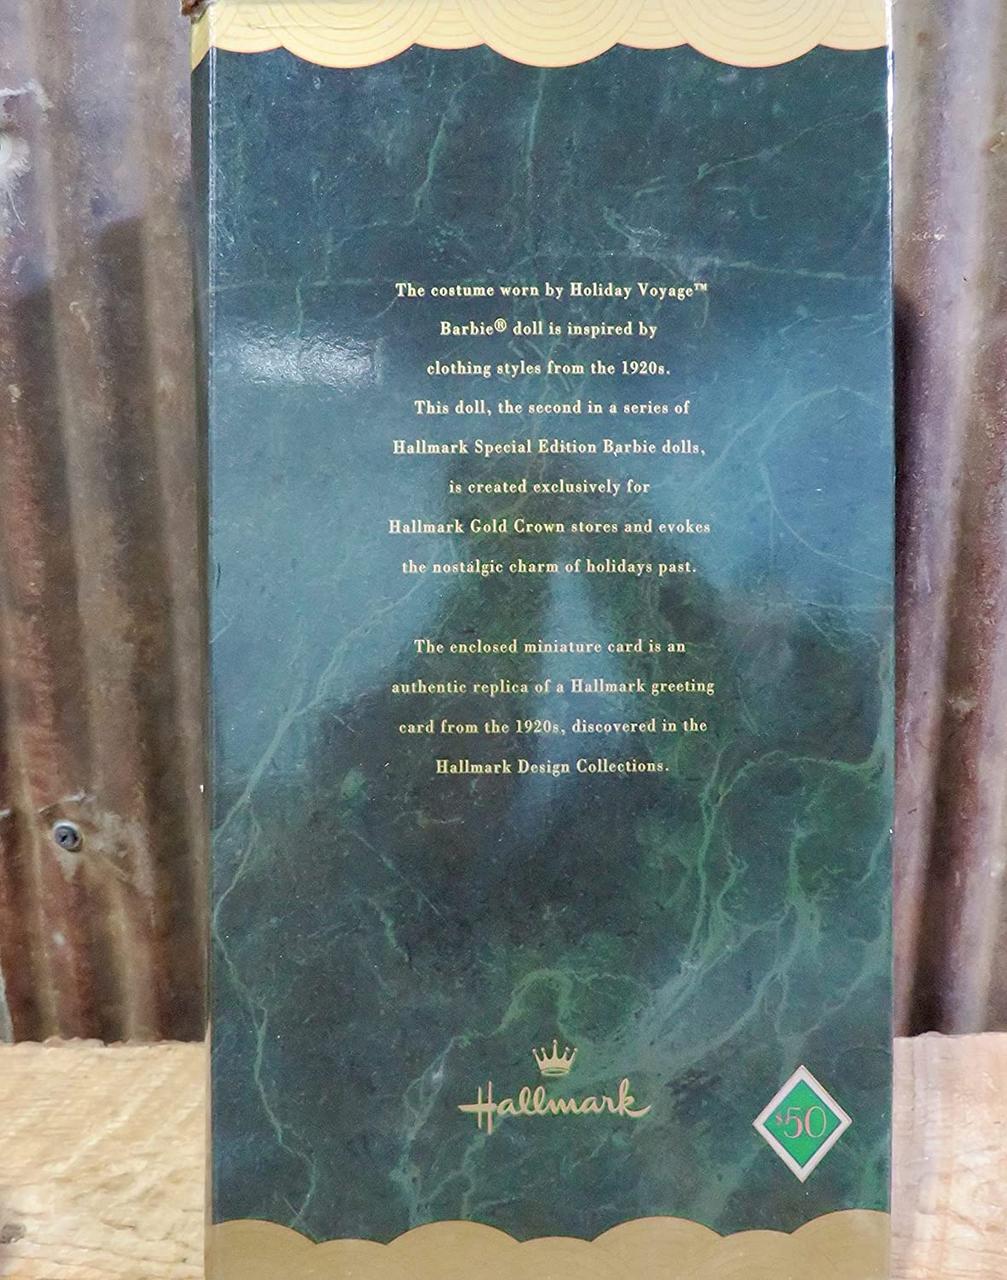 The costume worn by Holiday Voyage™
Barbie® doll is inspired by
clothing styles from the 1920s.
This doll, the second in a series of
Hallmark Special Edition Barbie dolls,
is created exclusively for
Hallmark Gold Crown stores and evokes
the nostalgic charm of holidays past.
The enclosed miniature card is an
authentic replica of a Hallmark greeting
card from the 1920s, discovered in the
Hallmark Design Collections.
Hallmark
$50